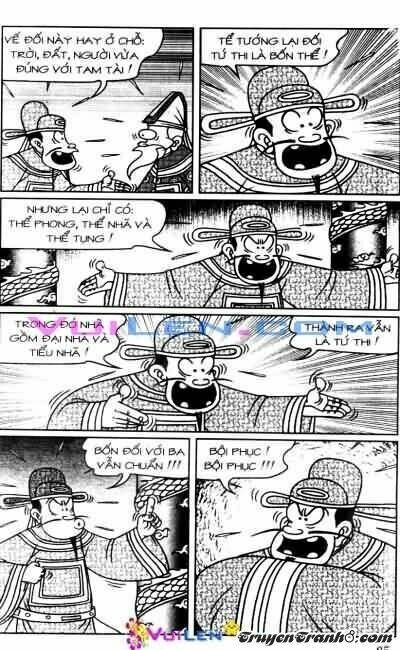 VẾ ĐỐI NÀY HAY Ở CHỖ:
TRỜI, ĐẤT, NGƯỜI VỪA
ĐÚNG VỚI TAM TÀI!
TỂ TƯỚNG LẠI ĐỐI
TỨ THI LÀ BỐN THỂ!
NHƯNG LẠI CHỈ CÓ:
THỂ PHONG, THỂ NHÃ VÀ
THỂ TỤNG!
TRONG ĐÓ NHÃ
GỒM ĐẠI NHÃ VÀ
TIỂU NHÃ!
THÀNH RA VẪN
LÀ TỨ THI!
VUILEN.COM
BỐN ĐỐI VỚI BA
VẪN CHUẨN!!!
BỘI PHỤC!
BỘI PHỤC!!!
VUILEN
TruyenTranh8.com
85